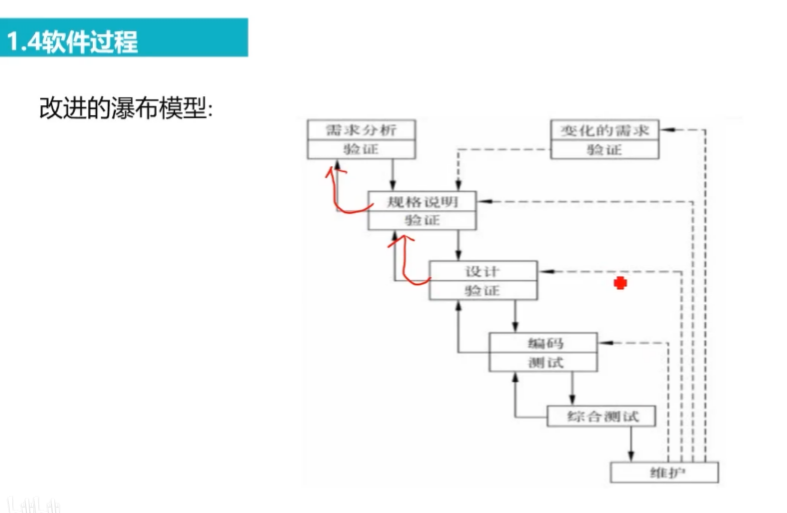 1.4软件过程
改进的瀑布模型:
需求分析
验证
变化的需求
验证
规格说明
验证
设计
验证
编码
测试
综合测试
维护